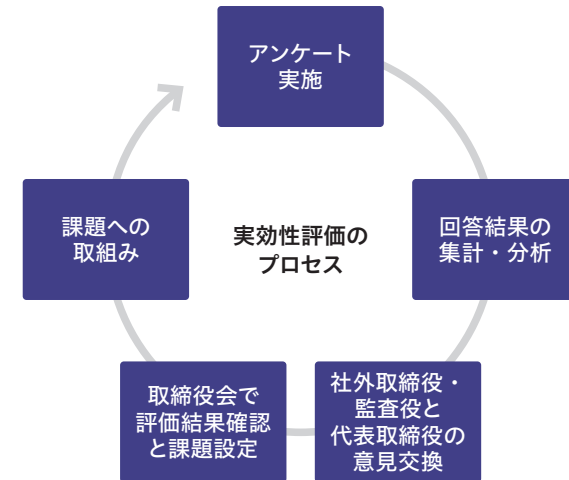 アンケート
実施
回答結果の
集計・分析
社外取締役・
監査役と
代表取締役の
意見交換
取締役会で
評価結果確認
と課題設定
課題への
取組み
実効性評価の
プロセス